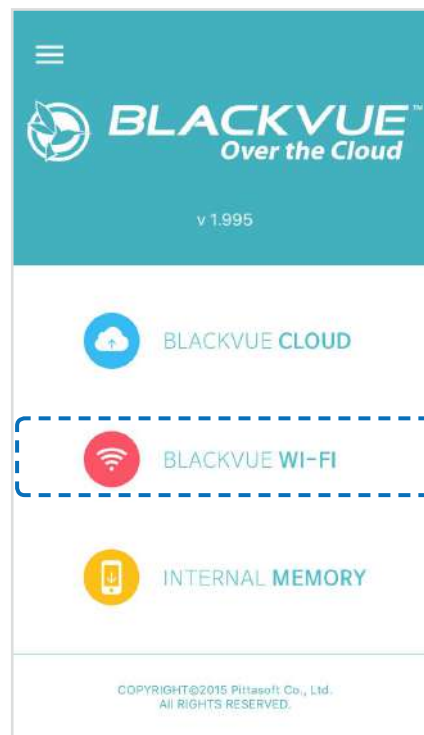 BLACKVUE™
Over the Cloud
v 1.995
BLACKVUE CLOUD
BLACKVUE WI-FI
INTERNAL MEMORY
COPYRIGHT©2015 Pittasoft Co., Ltd.
All RIGHTS RESERVED.